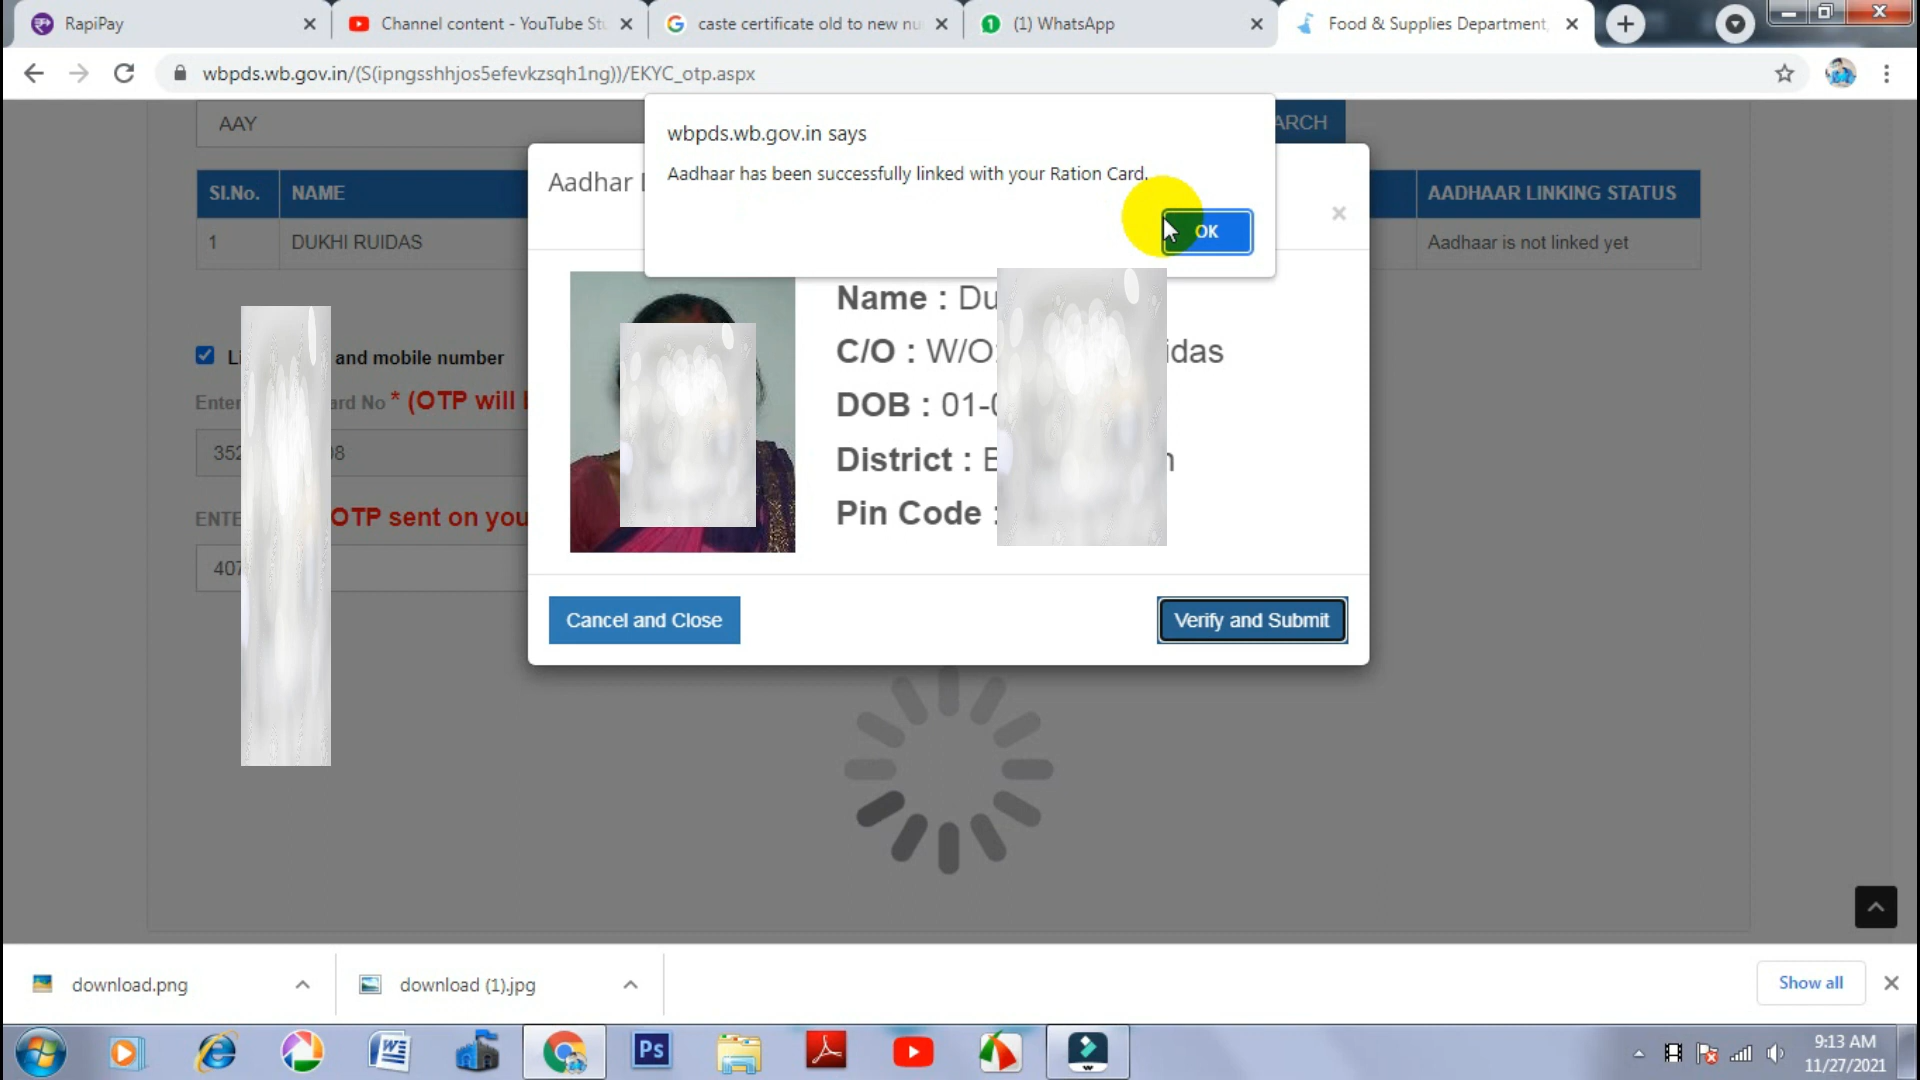 RapiPay
Channel content - YouTube Stu
caste certificate old to new nu
(1) WhatsApp
Food & Supplies Department,
wbpds.wb.gov.in/(S(ipngsshhjos5efevkzsqh1ng))/EKYC_otp.aspx
AAY
ARCH
wbpds.wb.gov.in says
Aadhaar has been successfully linked with your Ration Card.
OK
Aadhar
Sl.No. NAME AADHAAR LINKING STATUS
1 DUKHI RUIDAS Aadhaar is not linked yet
Name : Du
C/O : W/O: idas
DOB : 01-0
District : E
Pin Code :
and mobile number
Enter ard No * (OTP will
352 08
ENTE OTP sent on you
407
Cancel and Close
Verify and Submit
download.png
download (1).jpg
Show all
W
Ps
9:13 AM
11/27/2021